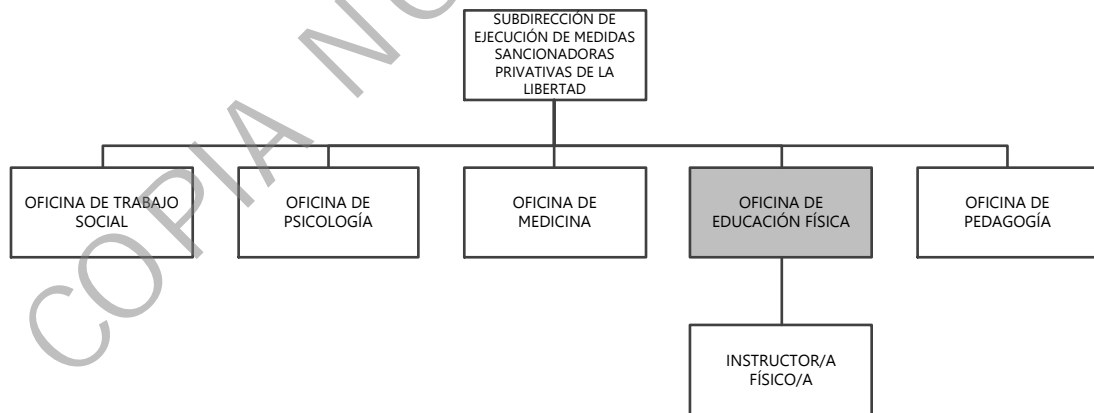 SUBDIRECCIÓN DE
EJECUCIÓN DE MEDIDAS
SANCIONADORAS
PRIVATIVAS DE LA
LIBERTAD
OFICINA DE TRABAJO
SOCIAL
OFICINA DE
PSICOLOGÍA
OFICINA DE
MEDICINA
OFICINA DE
EDUCACIÓN FÍSICA
OFICINA DE
PEDAGOGÍA
INSTRUCTOR/A
FÍSICO/A
COPIA N